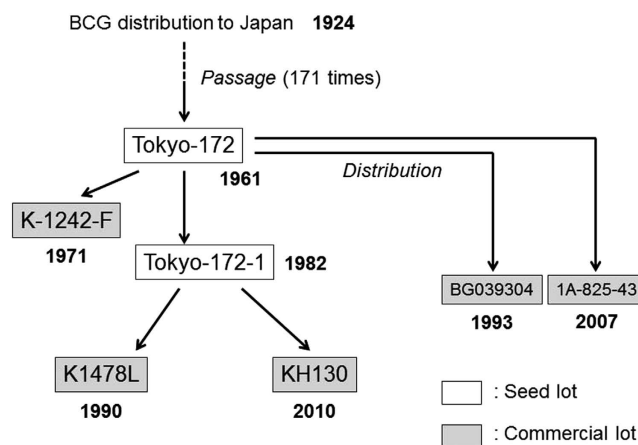 BCG distribution to Japan 1924
Passage (171 times)
Tokyo-172
1961
Distribution
K-1242-F
1971
Tokyo-172-1 1982
BG039304
1A-825-43
1993
2007
K1478L
KH130
1990
2010
: Seed lot
: Commercial lot